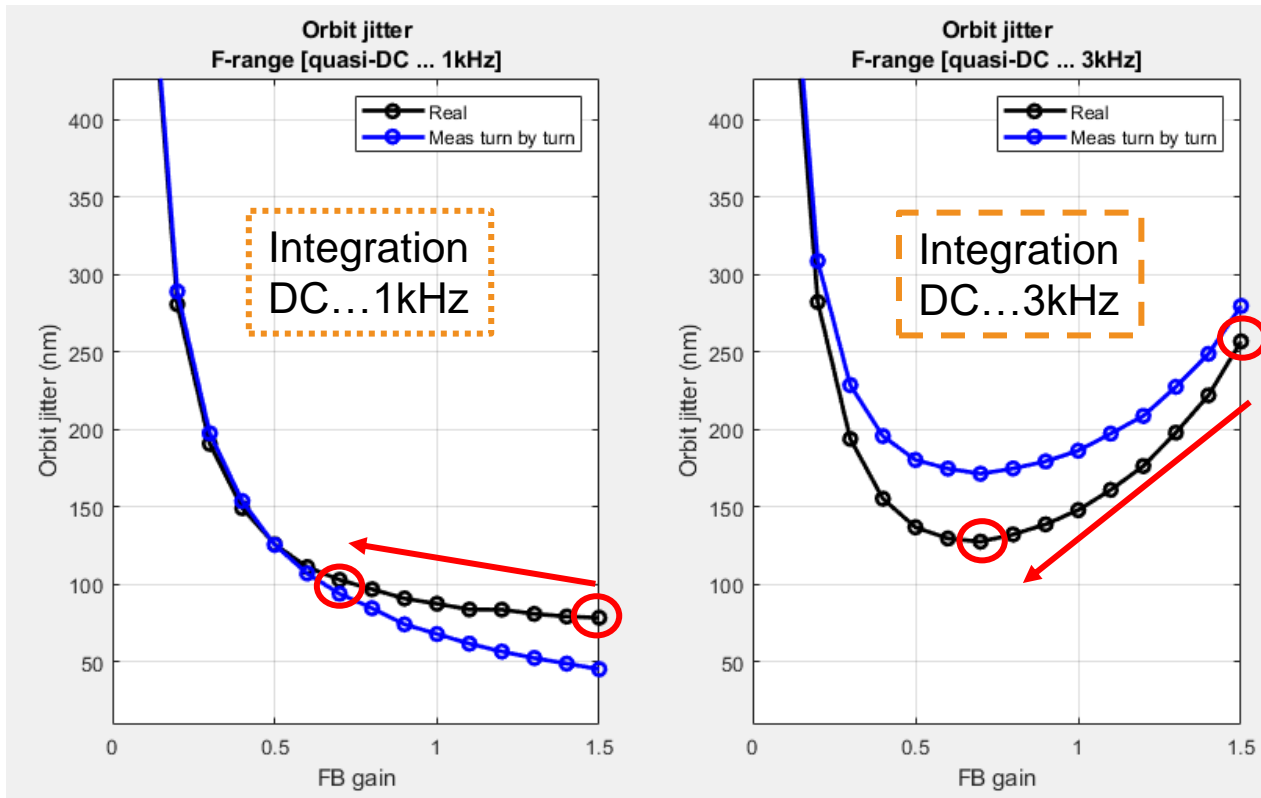 Orbit jitter
F-range [quasi-DC ... 1kHz]
Real
Meas turn by turn
Integration
DC...1kHz
Orbit jitter (nm)
400
350
300
250
200
150
100
50
0
0.5
1
1.5
FB gain
Orbit jitter
F-range [quasi-DC ... 3kHz]
Real
Meas turn by turn
Integration
DC...3kHz
Orbit jitter (nm)
400
350
300
250
200
150
100
50
0
0.5
1
1.5
FB gain